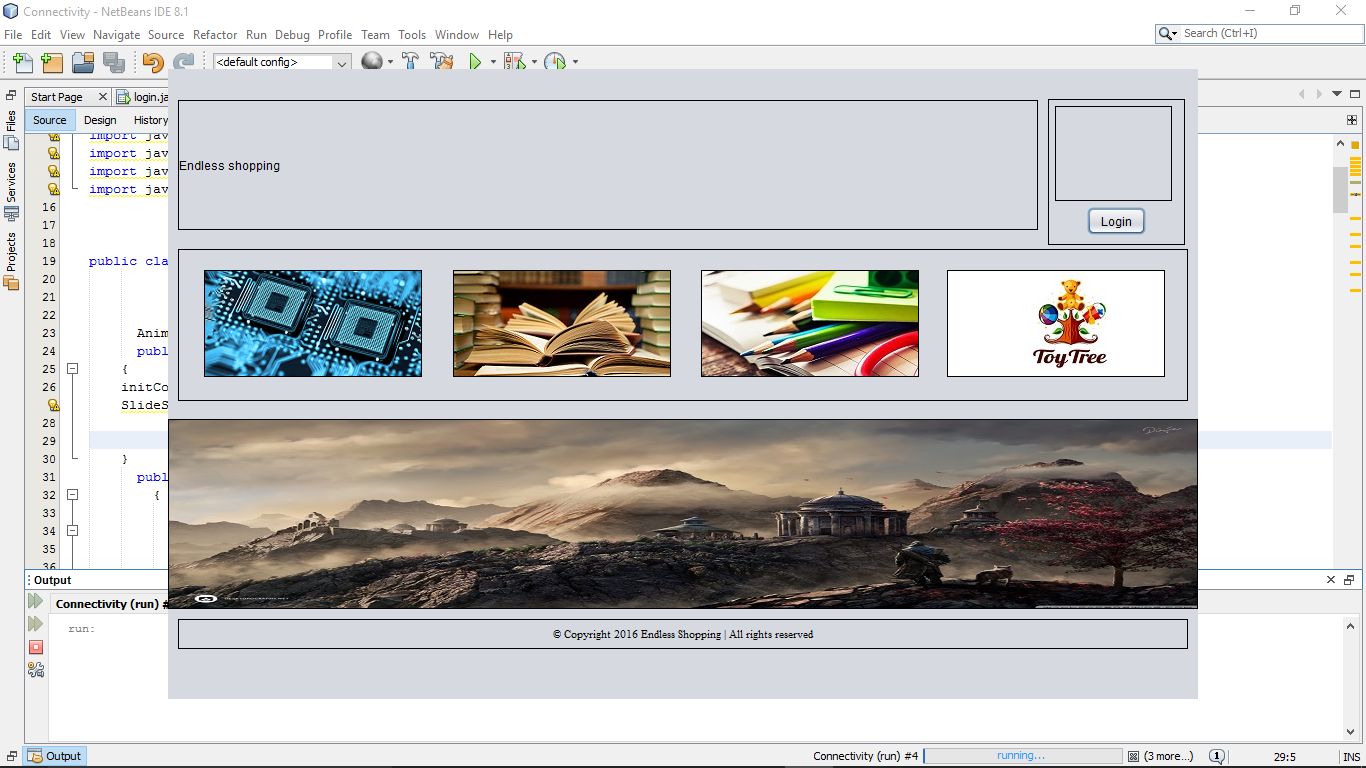 Connectivity - NetBeans IDE 8.1
File Edit View Navigate Source Refactor Run Debug Profile Team Tools Window Help
Search (Ctrl+I)
<default config>
Start Page
login.ja
Source Design History
Files
Services
Projects
import jav
import jav
import jav
import jav
16
17
18
19 public cla
20
21
22
23 Anim
24 pub
25 {
26 initCo
SlideS
28
29
30 }
31 publ
32 {
33
34
35
36
Endless shopping
Login
ToyTree
© Copyright 2016 Endless Shopping | All rights reserved
Output
Connectivity (run) #
run:
Output
Connectivity (run) #4
running...
(3 more...)
1
29:5
INS